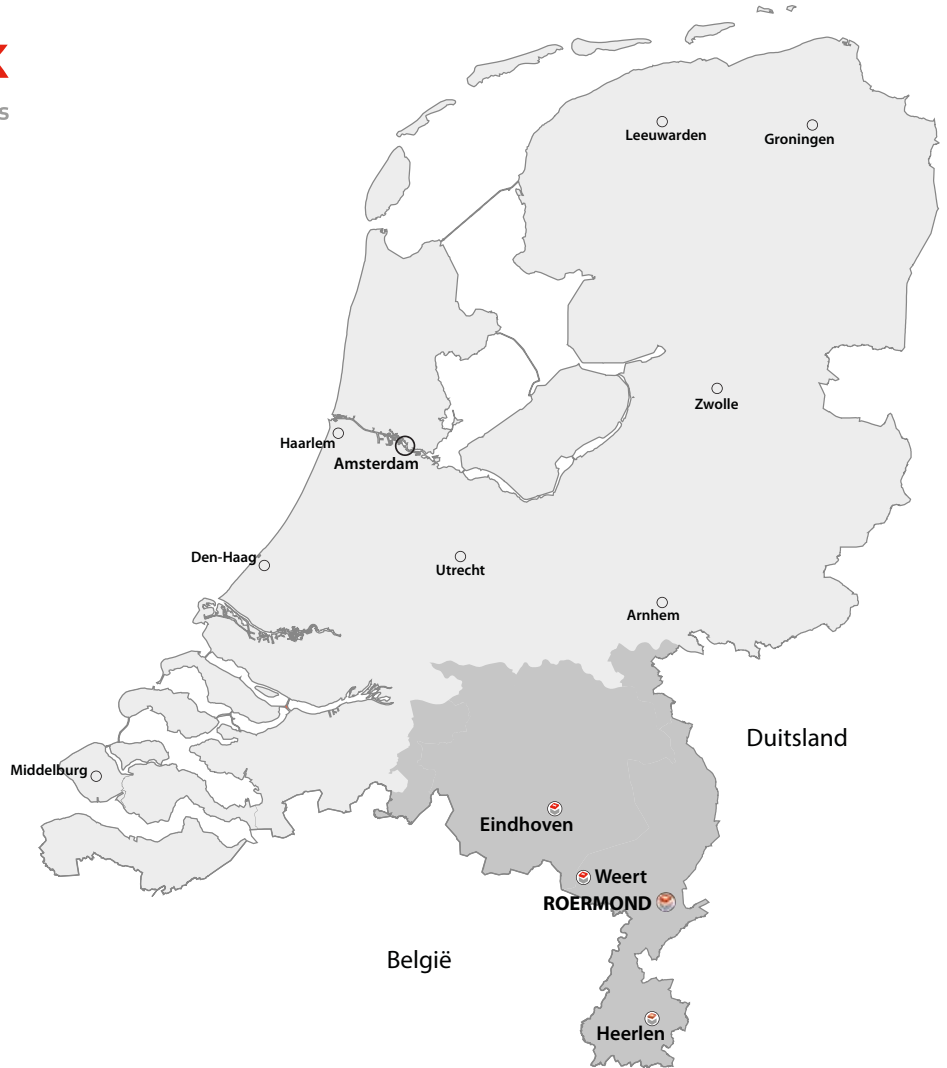 Leeuwarden
Groningen
Zwolle
Haarlem
Amsterdam
Den-Haag
Utrecht
Arnhem
Duitsland
Middelburg
Eindhoven
Weert
ROERMOND
België
Heerlen